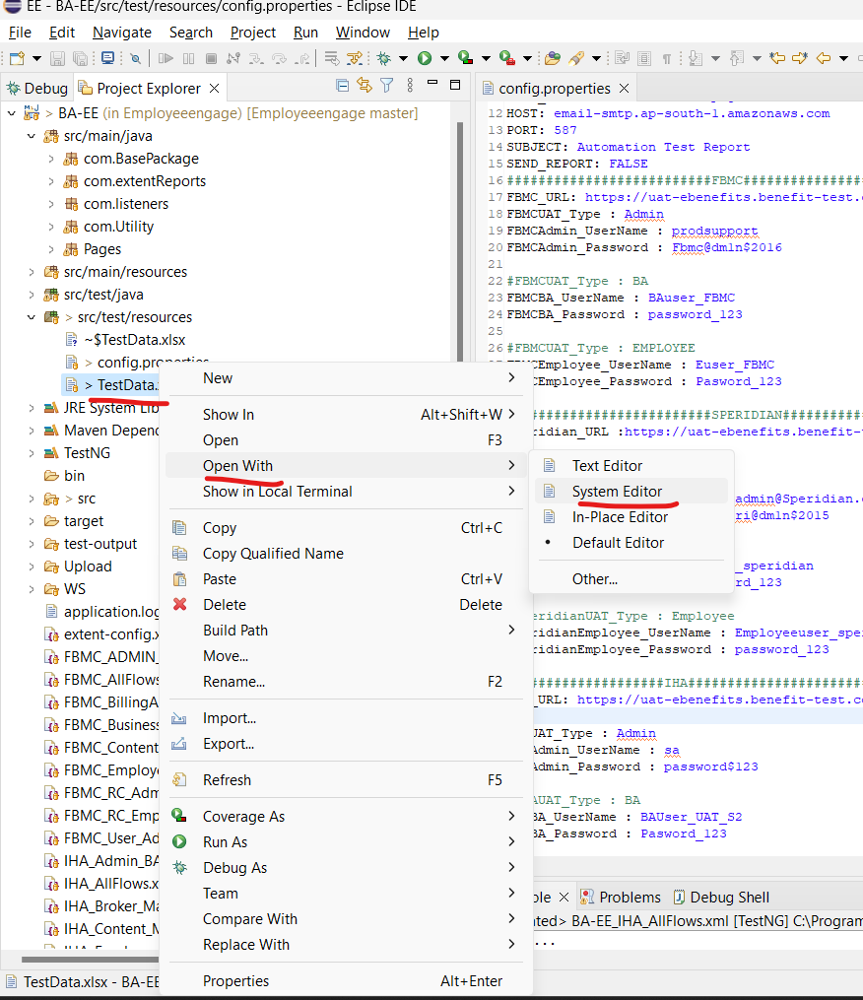 EE - BA-EE/src/test/resources/config.properties - Eclipse IDE
File Edit Navigate Search Project Run Window Help
Debug Project Explorer
BA-EE (in Employeeengage) [Employeeengage master]
src/main/java
com.BasePackage
com.extentReports
com.listeners
com.Utility
Pages
src/main/resources
src/test/java
> src/test/resources
~$TestData.xlsx
> config.properties
> TestData.
JRE System Lib
Maven Depend
TestNG
bin
> src
target
test-output
Upload
WS
application.log
extent-config.x
FBMC_ADMIN_
FBMC_AllFlows
FBMC_BillingA
FBMC_Business
FBMC_Content
FBMC_Employe
FBMC_RC_Adm
FBMC_RC_Emp
FBMC_User_Ad
IHA_Admin_BA
IHA_AllFlows.x
IHA_Broker_Ma
IHA_Content_M
TestData.xlsx - BA-EE
New
Show In Alt+Shift+W
Open F3
Open With
Show in Local Terminal
Copy Ctrl+C
Copy Qualified Name
Paste Ctrl+V
Delete Delete
Build Path
Move...
Rename... F2
Import...
Export...
Refresh F5
Coverage As
Run As
Debug As
Team
Compare With
Replace With
Properties Alt+Enter
Text Editor
System Editor
In-Place Editor
Default Editor
Other...
config.properties
12 HOST: email-smtp.ap-south-1.amazonaws.com
13 PORT: 587
14 SUBJECT: Automation Test Report
15 SEND_REPORT: FALSE
16 #########################FBMC################
17 FBMC_URL: https://uat-ebenefits.benefit-test.c
18 FBMCUAT_Type : Admin
19 FBMCAdmin_UserName : prodsupport
20 FBMCAdmin_Password : Fbmc@dm1n$2016
21
22 #FBMCUAT_Type : BA
23 FBMCBA_UserName : BAuser_FBMC
24 FBMCBA_Password : password_123
25
26 #FBMCUAT_Type : EMPLOYEE
MCEmployee_UserName : Euser_FBMC
MCEmployee_Password : Pasword_123
######################SPERIDIAN##########
ridian_URL :https://uat-ebenefits.benefit-t
admin@Speridian.c
ri@dm1n$2015
_speridian
rd_123
eridianUAT_Type : Employee
ridianEmployee_UserName : Employeeuser_spe
ridianEmployee_Password : password_123
#################IHA######################
_URL: https://uat-ebenefits.benefit-test.co
UAT_Type : Admin
Admin_UserName : sa
Admin_Password : password$123
AUAT_Type : BA
BA_UserName : BAUser_UAT_S2
BA_Password : Pasword_123
ole Problems Debug Shell
ated> BA-EE_IHA_AllFlows.xml [TestNG] C:\Program
...